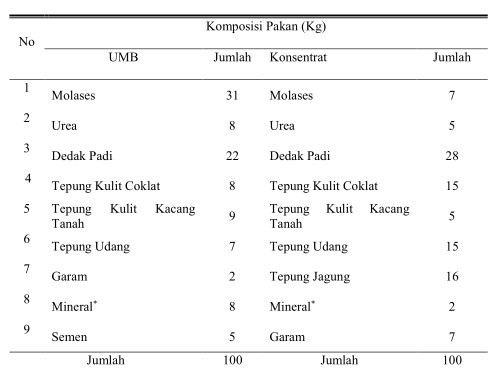 Komposisi Pakan (Kg)
No
UMB Jumlah Konsentrat Jumlah
1 Molases 31 Molases 7
2 Urea 8 Urea 5
3 Dedak Padi 22 Dedak Padi 28
4 Tepung Kulit Coklat 8 Tepung Kulit Coklat 15
5 Tepung Kulit Kacang 9 Tepung Kulit Kacang 5
Tanah Tanah
6 Tepung Udang 7 Tepung Udang 15
7 Garam 2 Tepung Jagung 16
8 Mineral* 8 Mineral* 2
9 Semen 5 Garam 7
Jumlah 100 Jumlah 100